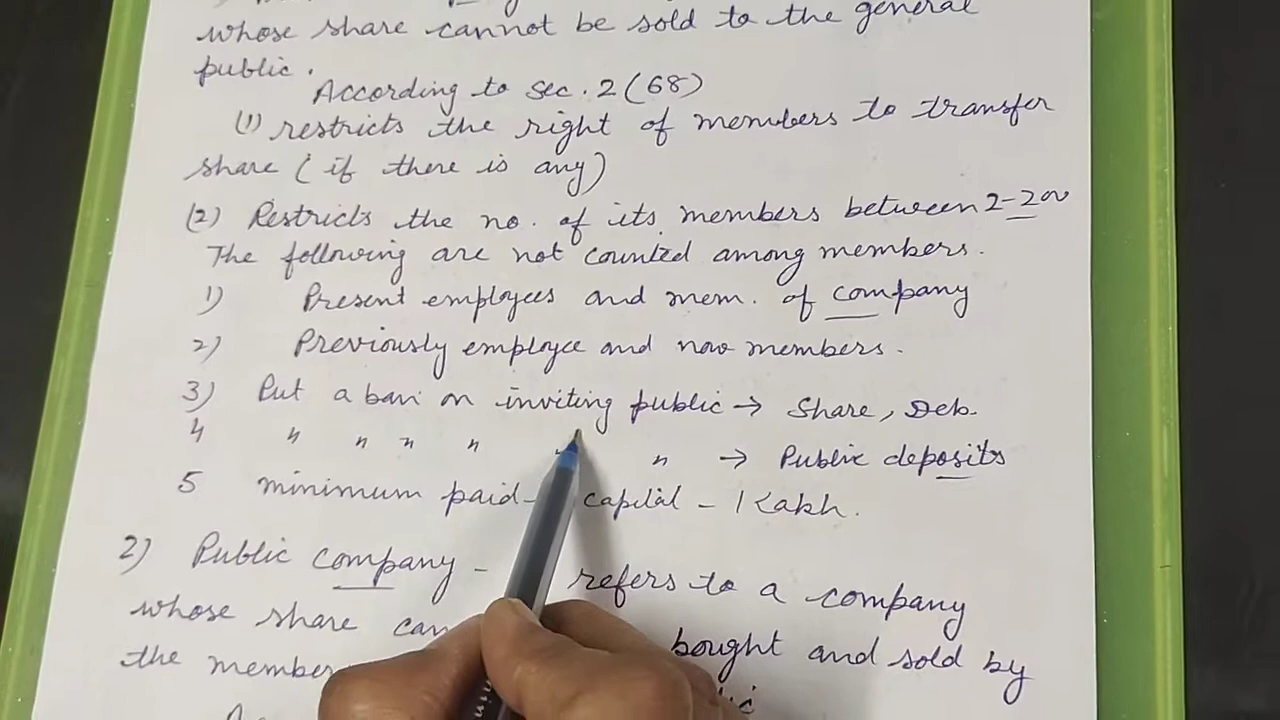 whose share cannot be sold to the general
public.
According to sec. 2(68)
(1) restricts the right of members to transfer
share (if there is any)
(2) Restricts the no. of its members between 2-200
The following are not counted among members.
1) Present employees and mem. of company
2) Previously employee and now members.
3) Put a ban on inviting public → Share, Deb.
4 " " " " " → Public deposits
5 minimum paid- capital - 1 Lakh.
2) Public company - refers to a company
whose share can bought and sold by
the member